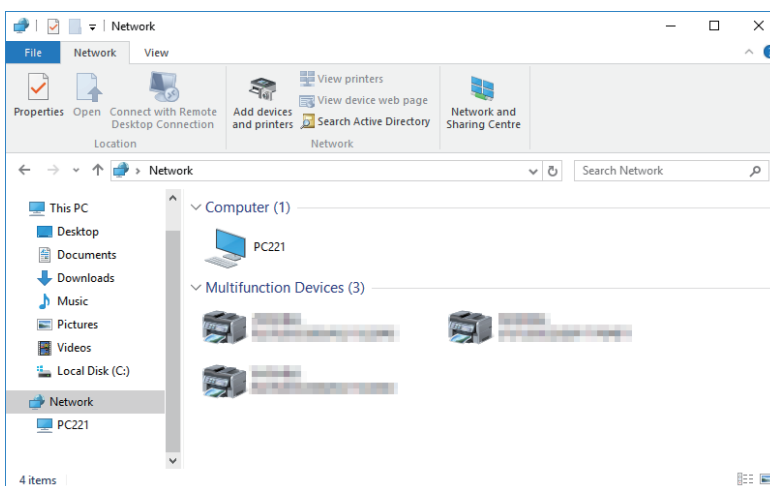 Network
File Network View
Properties Open Connect with Remote Desktop Connection
Location
Add devices and printers
View printers
View device web page
Search Active Directory
Network and Sharing Centre
Network
Network
Search Network
This PC
Desktop
Documents
Downloads
Music
Pictures
Videos
Local Disk (C:)
Network
PC221
Computer (1)
PC221
Multifunction Devices (3)
4 items